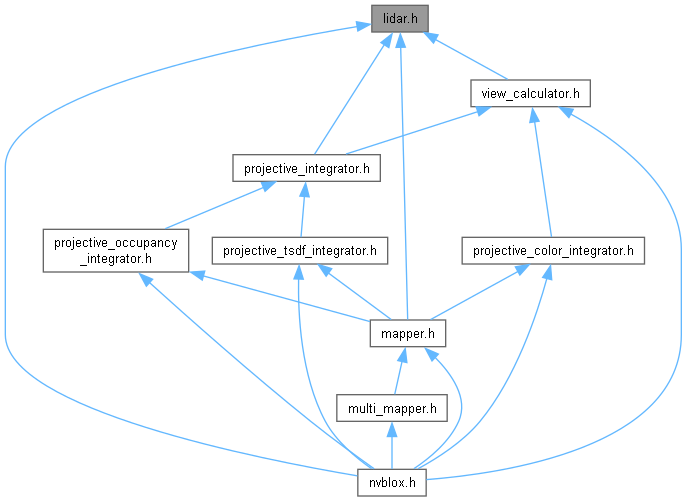 lidar.h
view_calculator.h
projective_integrator.h
projective_occupancy
_integrator.h
projective_tsdf_integrator.h
projective_color_integrator.h
mapper.h
multi_mapper.h
nvblox.h